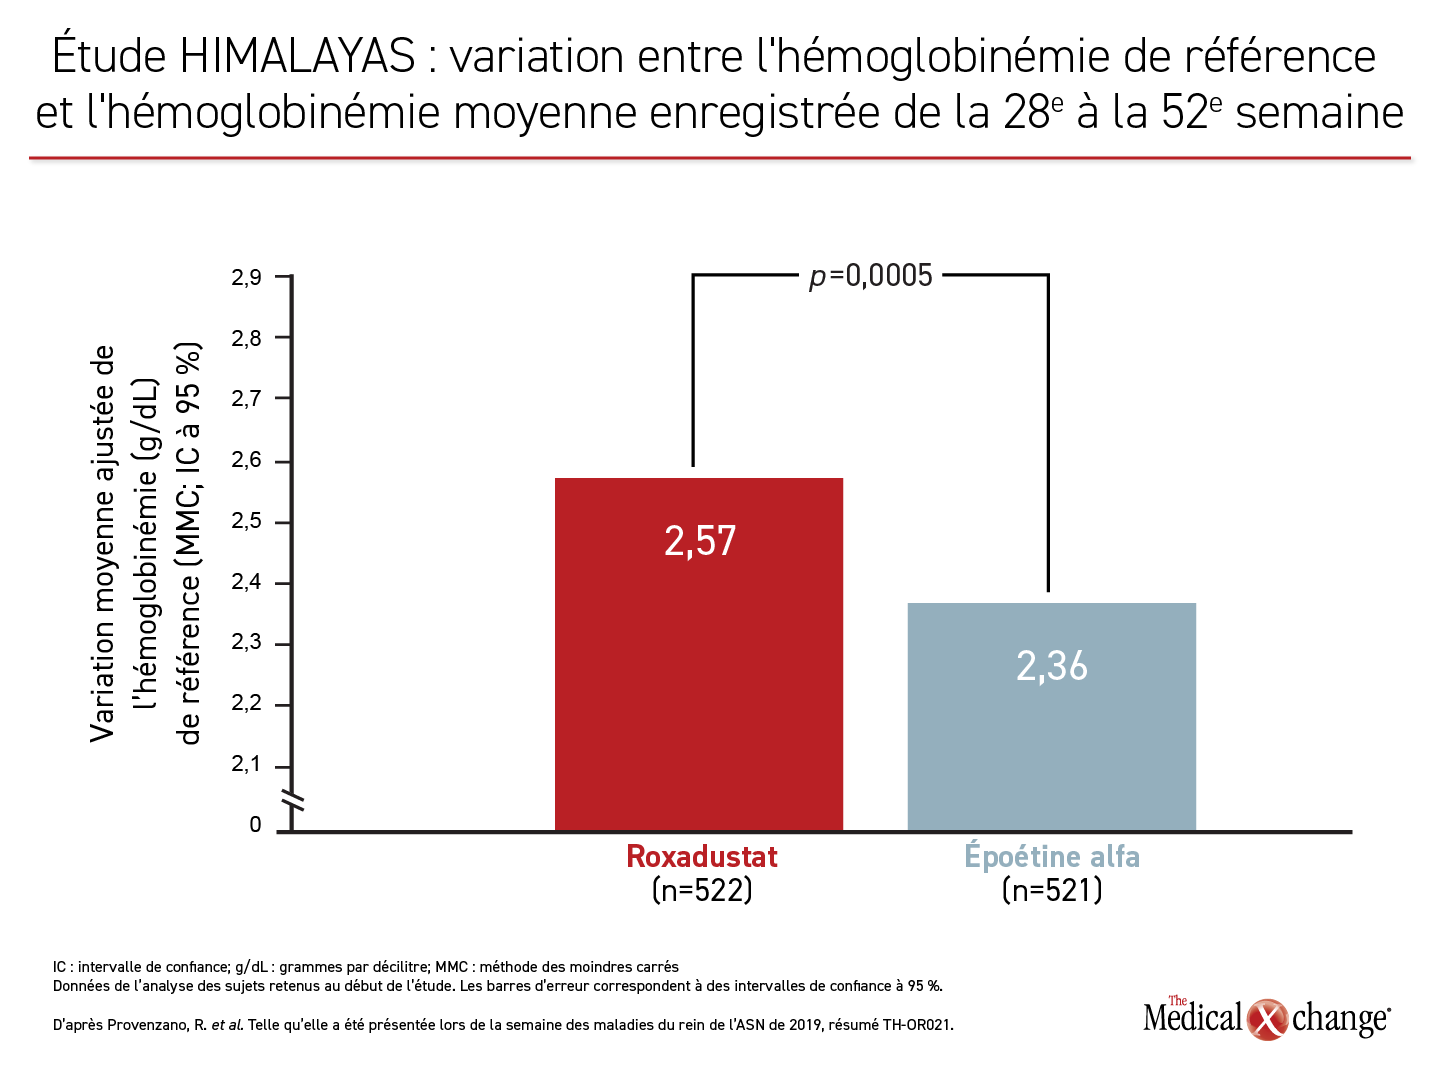 Étude HIMALAYAS : variation entre l'hémoglobinémie de référence
et l'hémoglobinémie moyenne enregistrée de la 28e à la 52e semaine
Variation moyenne ajustée de
l’hémoglobinémie (g/dL)
de référence (MMC; IC à 95 %)
2,9
2,8
2,7
2,6
2,5
2,4
2,3
2,2
2,1
0
p=0,0005
2,57
2,36
Roxadustat
(n=522)
Époétine alfa
(n=521)
IC : intervalle de confiance; g/dL : grammes par décilitre; MMC : méthode des moindres carrés
Données de l’analyse des sujets retenus au début de l’étude. Les barres d’erreur correspondent à des intervalles de confiance à 95 %.
D’après Provenzano, R. et al. Telle qu’elle a été présentée lors de la semaine des maladies du rein de l’ASN de 2019, résumé TH-OR021.
The
Medical X change®